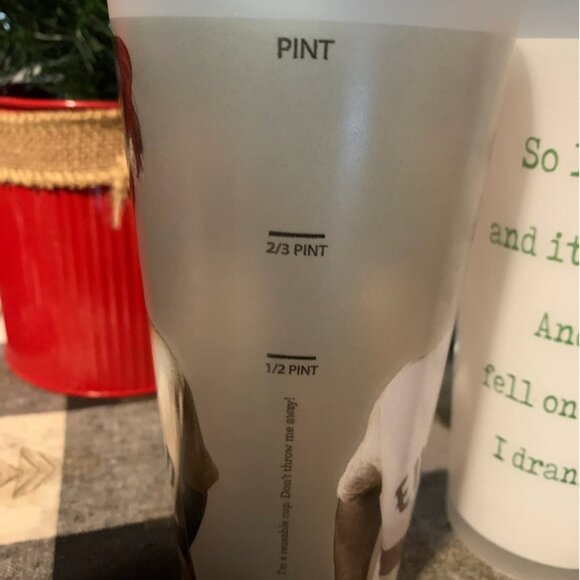 PINT
2/3 PINT
1/2 PINT
I'm a reusable cup. Don't throw me away!
So
and it
And
fell on
I dran